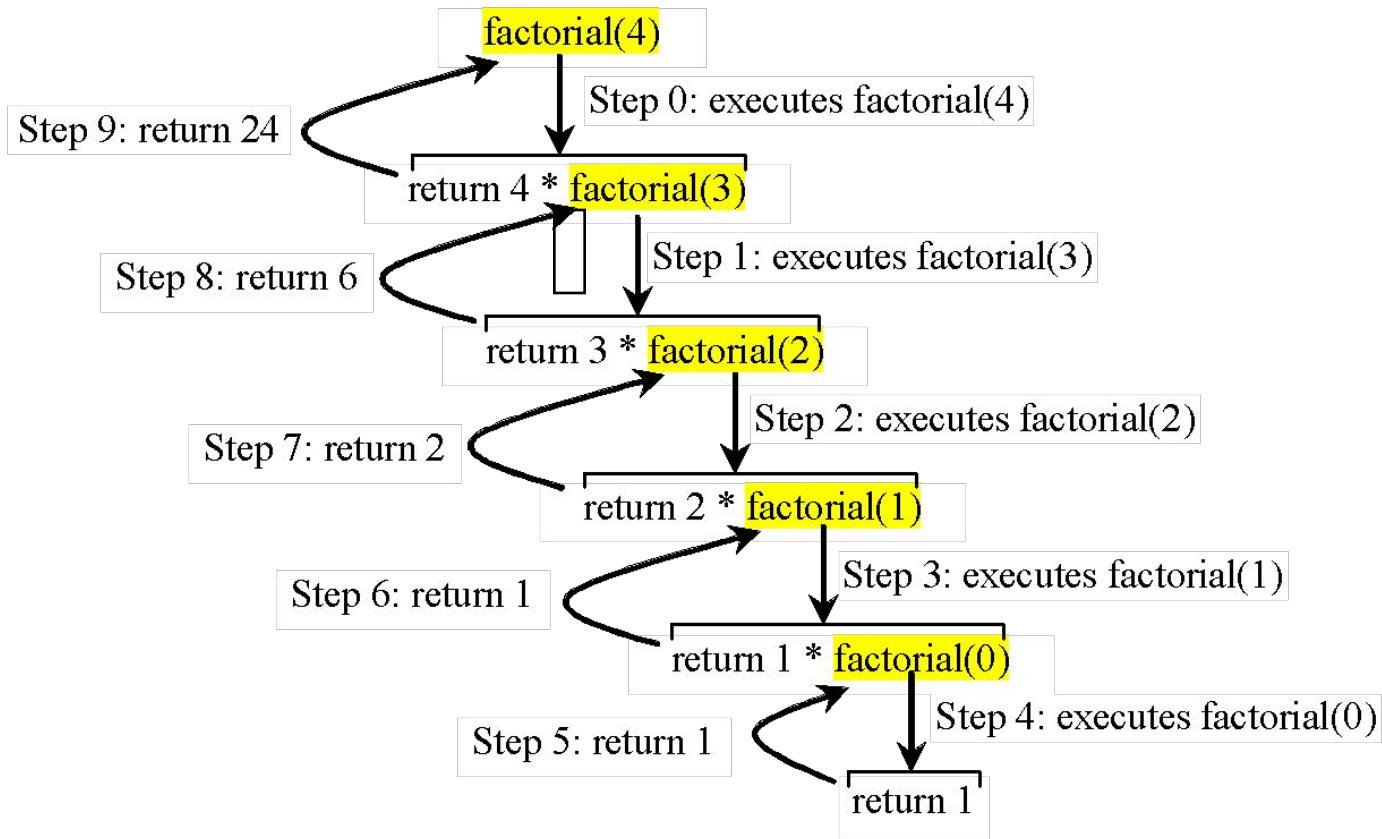 factorial(4)
Step 0: executes factorial(4)
Step 9: return 24
return 4 * factorial(3)
Step 1: executes factorial(3)
Step 8: return 6
return 3 * factorial(2)
Step 2: executes factorial(2)
Step 7: return 2
return 2 * factorial(1)
Step 3: executes factorial(1)
Step 6: return 1
return 1 * factorial(0)
Step 4: executes factorial(0)
Step 5: return 1
return 1